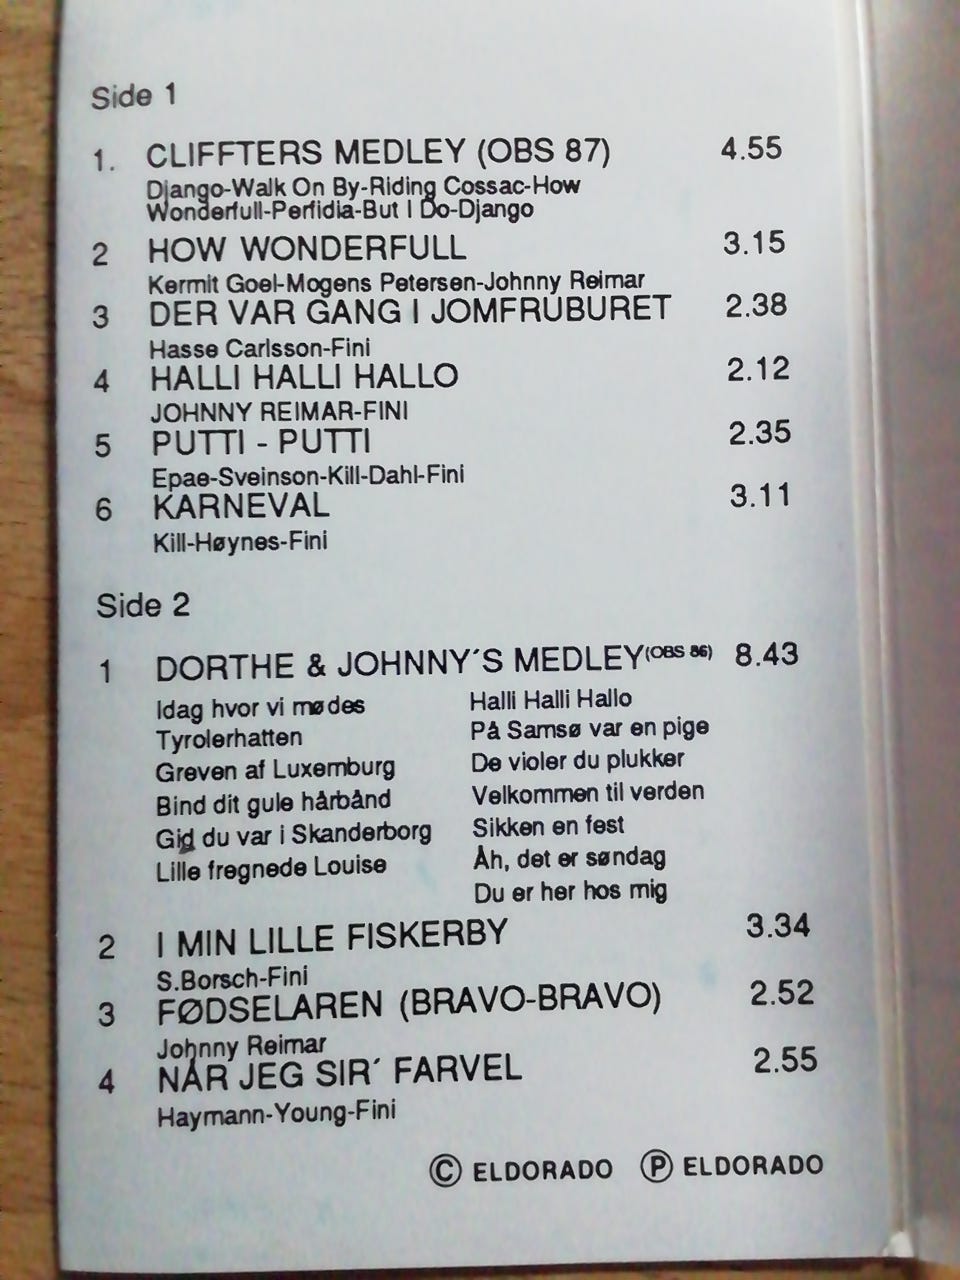 Side 1
1. CLIFFTERS MEDLEY (OBS 87) 4.55
Django-Walk On By-Riding Cossac-How
Wonderfull-Perfidia-But I Do-Django
2 HOW WONDERFULL 3.15
Kermit Goel-Mogens Petersen-Johnny Reimar
3 DER VAR GANG I JOMFRUBURET 2.38
Hasse Carlsson-Fini
4 HALLI HALLI HALLO 2.12
JOHNNY REIMAR-FINI
5 PUTTI - PUTTI 2.35
Epae-Sveinson-Kill-Dahl-Fini
6 KARNEVAL 3.11
Kill-Høynes-Fini
Side 2
1 DORTHE & JOHNNY´S MEDLEY (OBS 86) 8.43
Idag hvor vi mødes
Tyrolerhatten
Greven af Luxemburg
Bind dit gule hårbånd
Gid du var i Skanderborg
Lille fregnede Louise
Halli Halli Hallo
På Samsø var en pige
De violer du plukker
Velkommen til verden
Sikken en fest
Åh, det er søndag
Du er her hos mig
2 I MIN LILLE FISKERBY 3.34
S.Borsch-Fini
3 FØDSELAREN (BRAVO-BRAVO) 2.52
Johnny Reimar
4 NÅR JEG SIR´ FARVEL 2.55
Haymann-Young-Fini
© ELDORADO ℗ ELDORADO